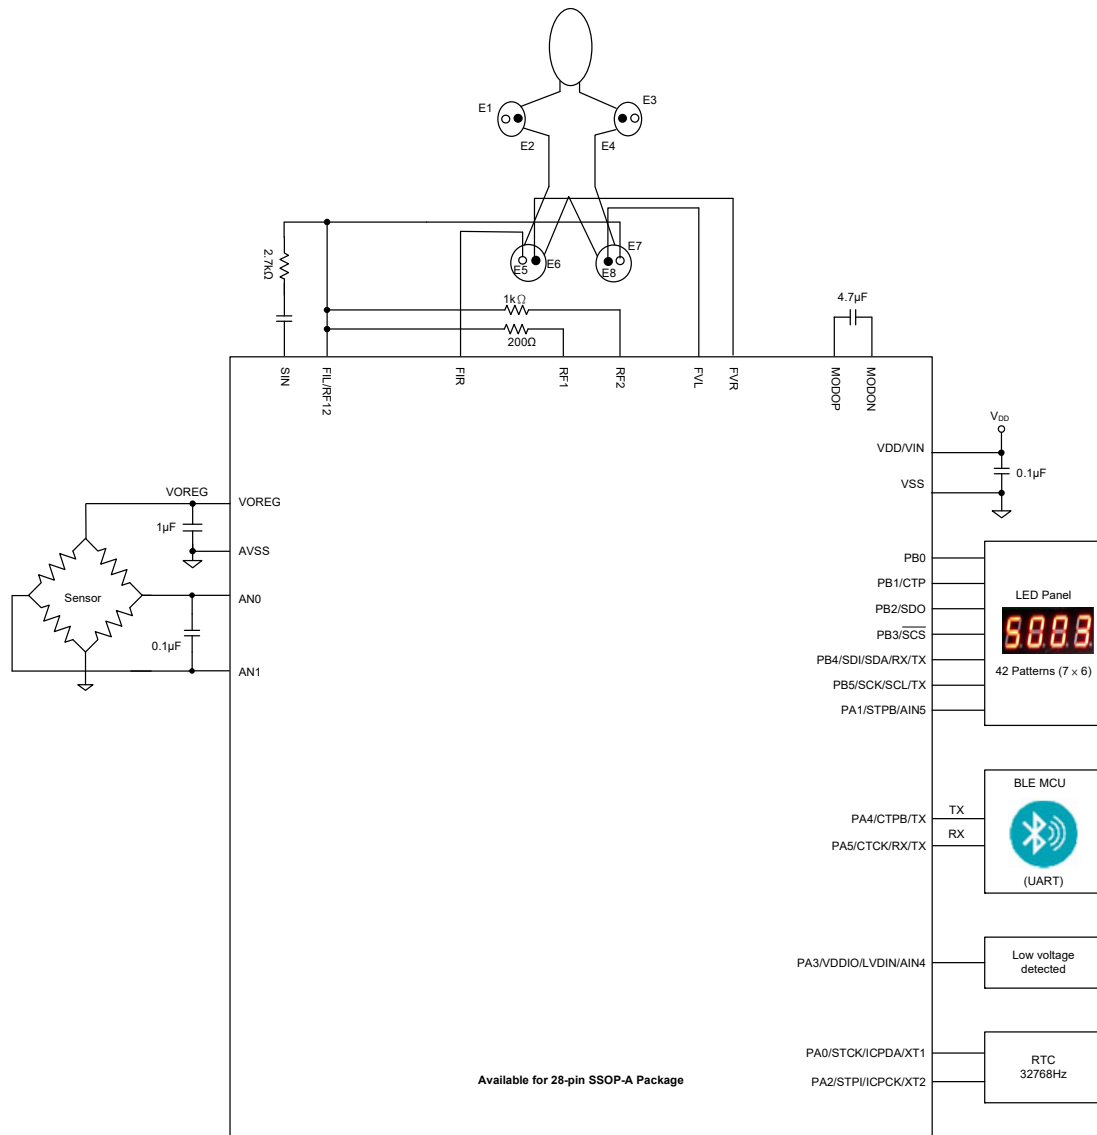 E1
E3
E2
E4
E7
E5
E6
E8
2.7kΩ
1kΩ
200Ω
4.7µF
SIN
FIL/RF12
FIR
RF1
RF2
FVL
FVR
MODOP
MODON
VDD
VDD/VIN
0.1µF
VSS
VOREG
VOREG
1µF
AVSS
Sensor
AN0
0.1µF
AN1
PB0
PB1/CTP
PB2/SDO
PB3/SCS
PB4/SDI/SDA/RX/TX
PB5/SCK/SCL/TX
PA1/STPB/AIN5
LED Panel
5003
42 Patterns (7 x 6)
BLE MCU
PA4/CTPB/TX
TX
PA5/CTCK/RX/TX
RX
(UART)
PA3/VDDIO/LVDIN/AIN4
Low voltage
detected
PA0/STCK/ICPDA/XT1
PA2/STPI/ICPCK/XT2
RTC
32768Hz
Available for 28-pin SSOP-A Package